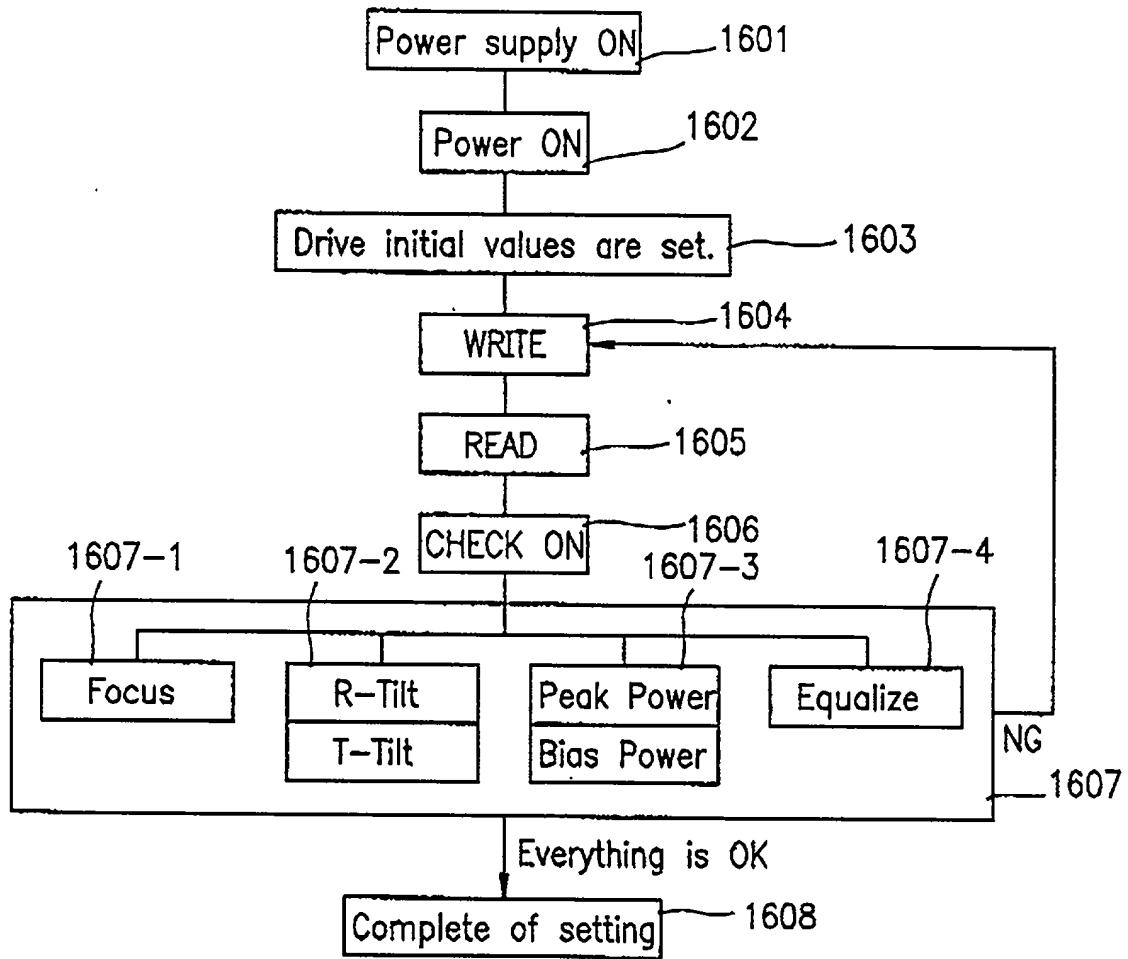 Power supply ON
1601
Power ON
1602
Drive initial values are set.
1603
WRITE
1604
READ
1605
CHECK ON
1606
1607-1
1607-2
1607-3
1607-4
Focus
R-Tilt
T-Tilt
Peak Power
Bias Power
Equalize
NG
1607
Everything is OK
Complete of setting
1608